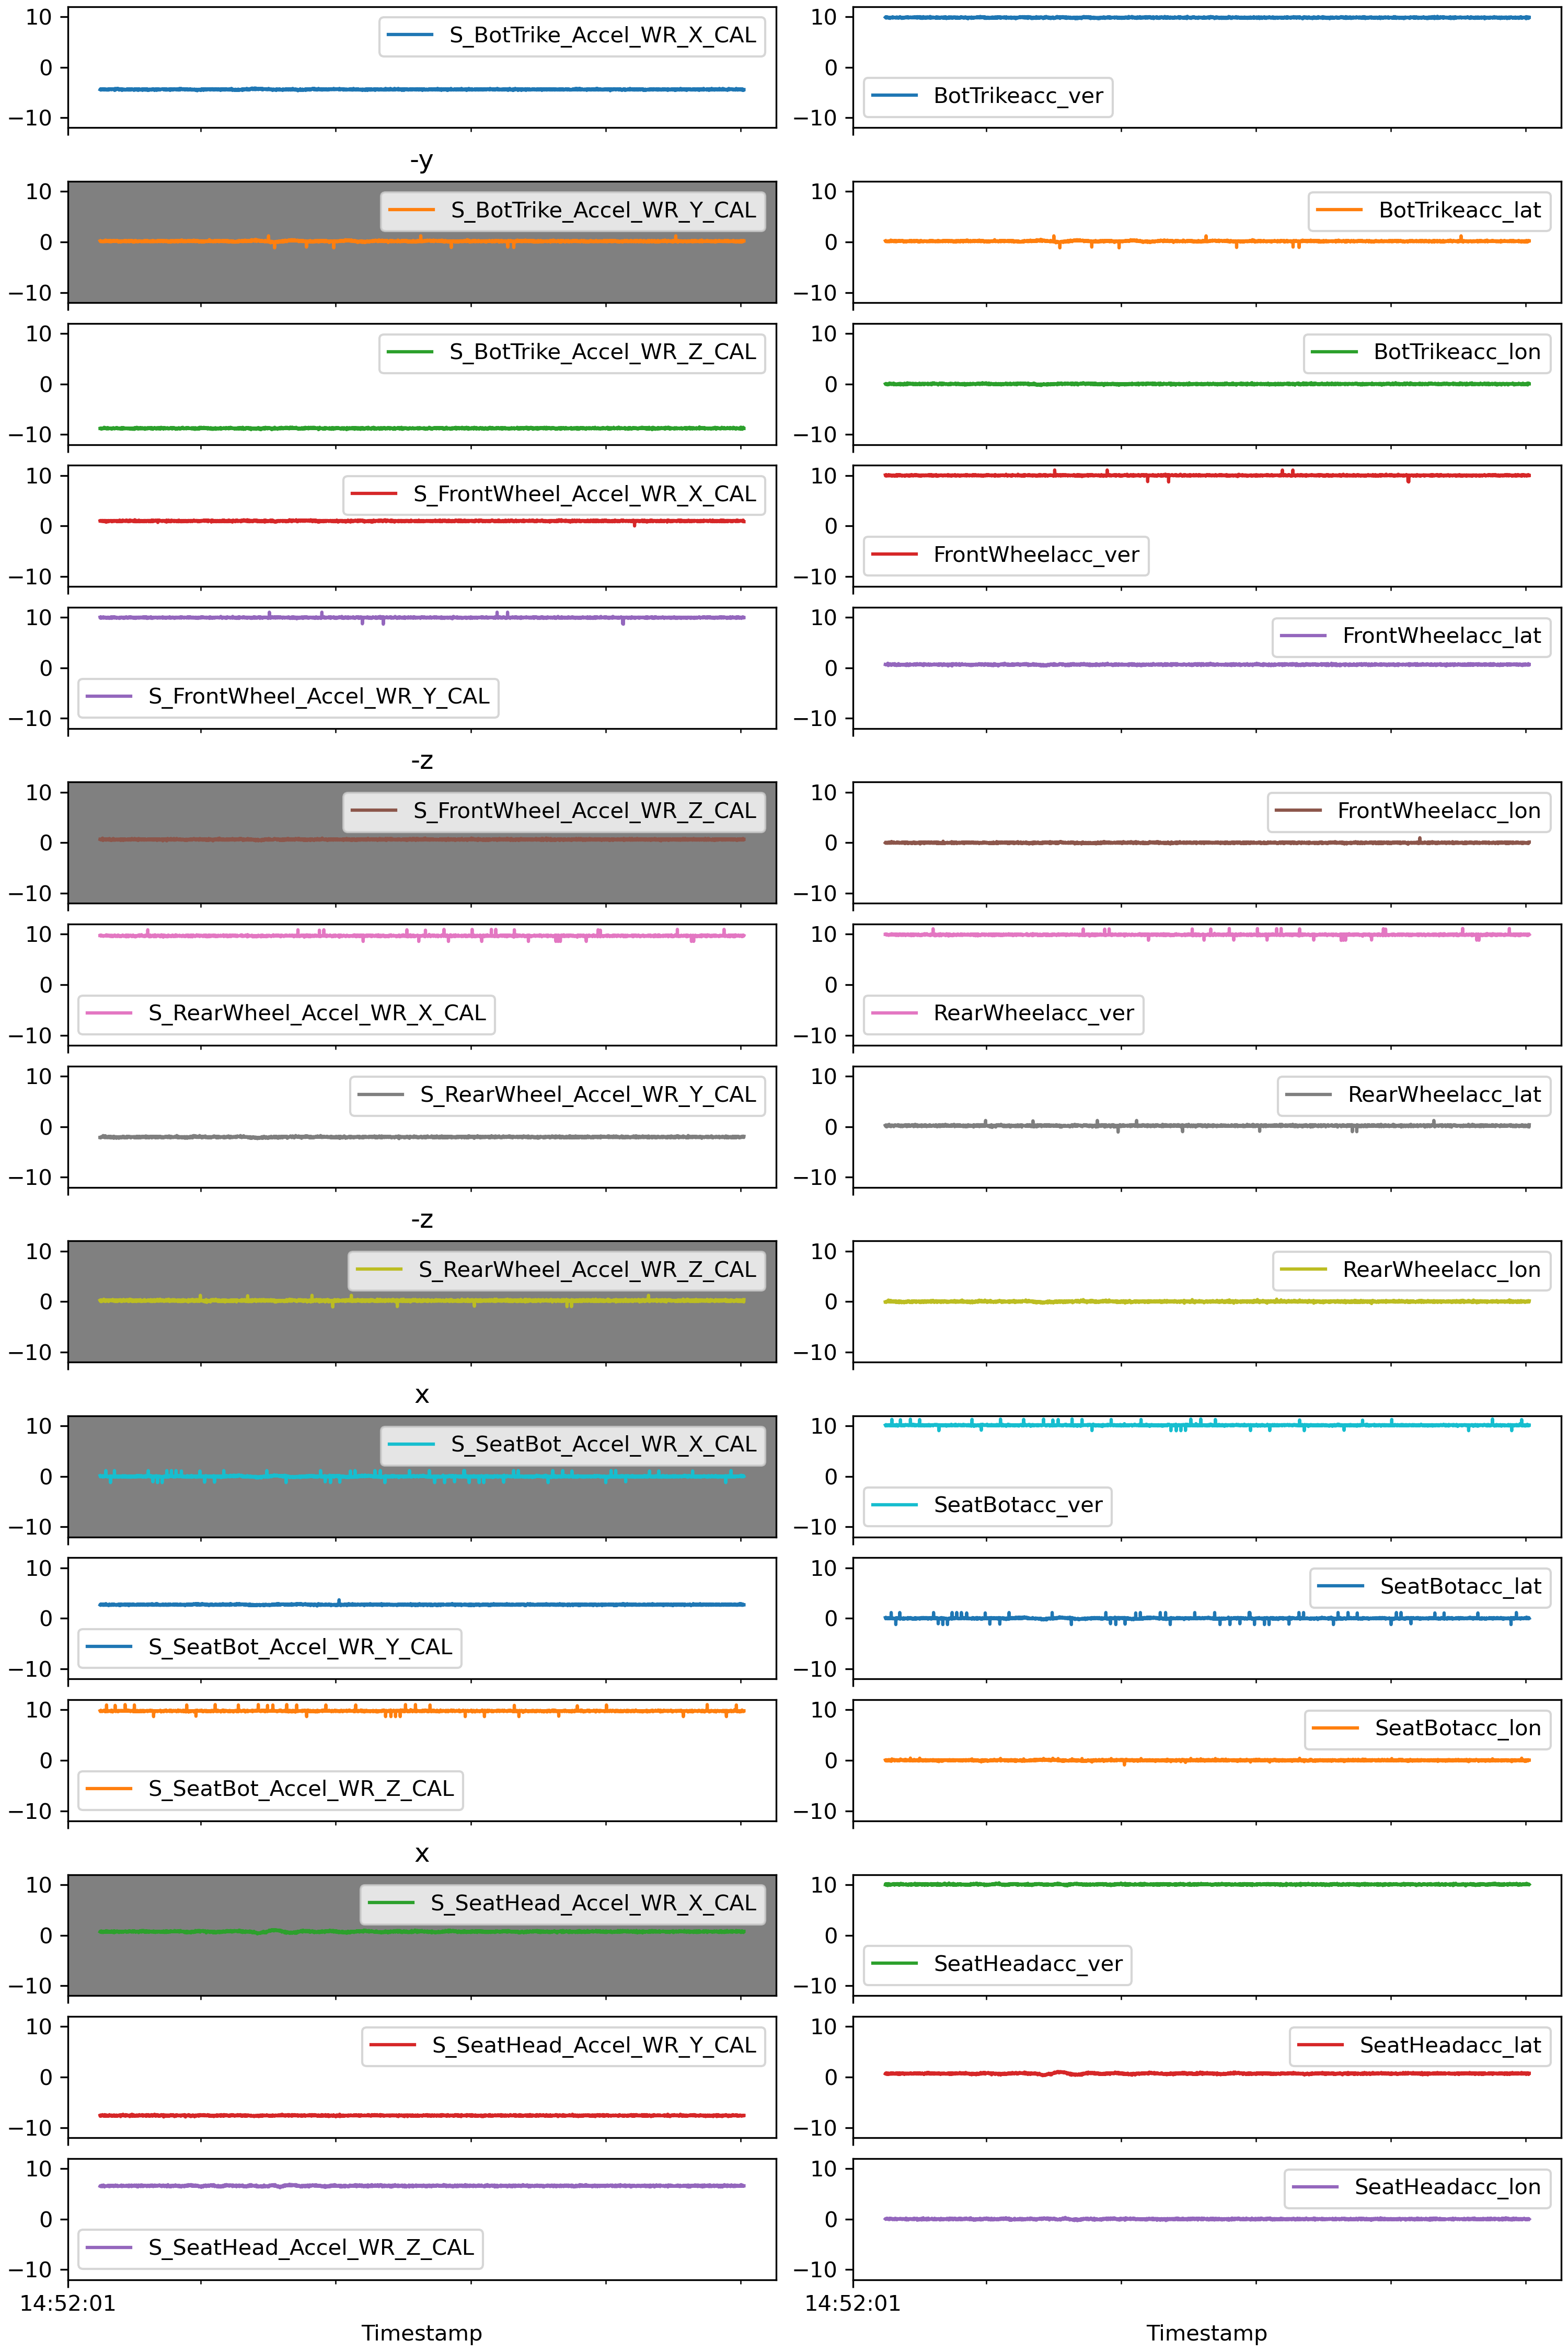 10
0
−10
S_BotTrike_Accel_WR_X_CAL
10
0
−10
BotTrikeacc_ver
-y
10
0
−10
S_BotTrike_Accel_WR_Y_CAL
10
0
−10
BotTrikeacc_lat
10
0
−10
S_BotTrike_Accel_WR_Z_CAL
10
0
−10
BotTrikeacc_lon
10
0
−10
S_FrontWheel_Accel_WR_X_CAL
10
0
−10
FrontWheelacc_ver
10
0
−10
S_FrontWheel_Accel_WR_Y_CAL
10
0
−10
FrontWheelacc_lat
-z
10
0
−10
S_FrontWheel_Accel_WR_Z_CAL
10
0
−10
FrontWheelacc_lon
10
0
−10
S_RearWheel_Accel_WR_X_CAL
10
0
−10
RearWheelacc_ver
10
0
−10
S_RearWheel_Accel_WR_Y_CAL
10
0
−10
RearWheelacc_lat
-z
10
0
−10
S_RearWheel_Accel_WR_Z_CAL
10
0
−10
RearWheelacc_lon
x
10
0
−10
S_SeatBot_Accel_WR_X_CAL
10
0
−10
SeatBotacc_ver
10
0
−10
S_SeatBot_Accel_WR_Y_CAL
10
0
−10
SeatBotacc_lat
10
0
−10
S_SeatBot_Accel_WR_Z_CAL
10
0
−10
SeatBotacc_lon
x
10
0
−10
S_SeatHead_Accel_WR_X_CAL
10
0
−10
SeatHeadacc_ver
10
0
−10
S_SeatHead_Accel_WR_Y_CAL
10
0
−10
SeatHeadacc_lat
10
0
−10
S_SeatHead_Accel_WR_Z_CAL
10
0
−10
SeatHeadacc_lon
14:52:01
Timestamp
14:52:01
Timestamp